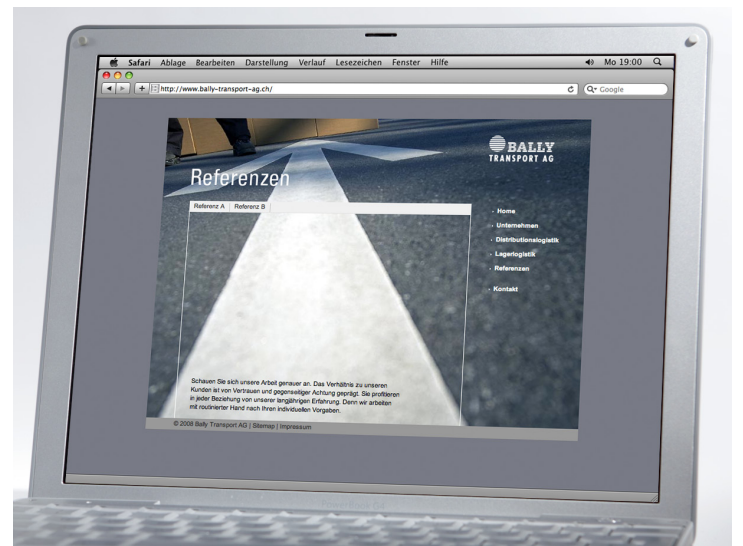 Safari Ablage Bearbeiten Darstellung Verlauf Lesezeichen Fenster Hilfe Mo 19:00
http://www.bally-transport-ag.ch/ Google
BALLY
TRANSPORT AG
Referenzen
Referenz A | Referenz B
Home
Unternehmen
Distributionslogistik
Lagerlogistik
Referenzen
Kontakt
Schauen Sie sich unsere Arbeit genauer an. Das Verhältnis zu unseren
Kunden ist von Vertrauen und gegenseitiger Achtung geprägt. Sie profitieren
in jeder Beziehung von unserer langjährigen Erfahrung. Denn wir arbeiten
mit routinierter Hand nach Ihren individuellen Vorgaben.
© 2008 Bally Transport AG | Sitemap | Impressum